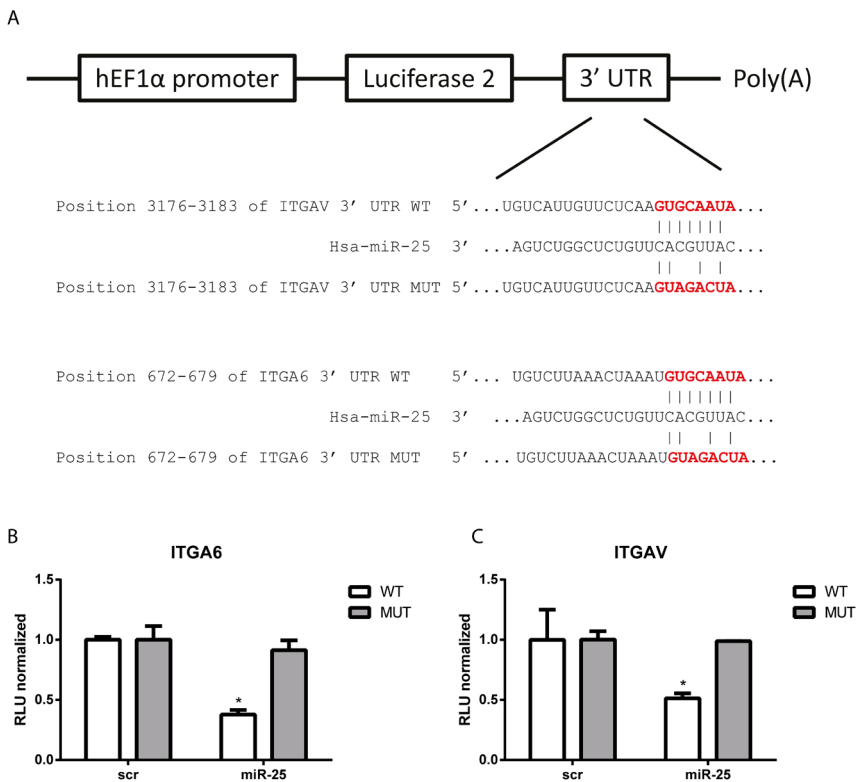 A
hEF1α promoter
Luciferase 2
3' UTR
Poly(A)
Position 3176-3183 of ITGAV 3' UTR WT 5'...UGUCAUUGUUCUCAAGUGCAAUA...
Hsa-miR-25 3' AGUCUGGCUCUGUUCACGUUAC...
Position 3176-3183 of ITGAV 3' UTR MUT 5'...UGUCAUUGUUCUCAAGUAGACUA...
Position 672-679 of ITGA6 3' UTR WT 5' ... UGUCUUAAACUAAAUGUGCAAUA...
Hsa-miR-25 3' ...AGUCUGGCUCUGUUCACGUUAC...
Position 672-679 of ITGA6 3' UTR MUT 5' ... UGUCUUAAACUAAAUGUAGACUA...
B
ITGA6
RLU normalized
1.5
1.0
0.5
0.0
*
scr
miR-25
WT
MUT
C
ITGAV
RLU normalized
1.5
1.0
0.5
0.0
*
scr
miR-25
WT
MUT